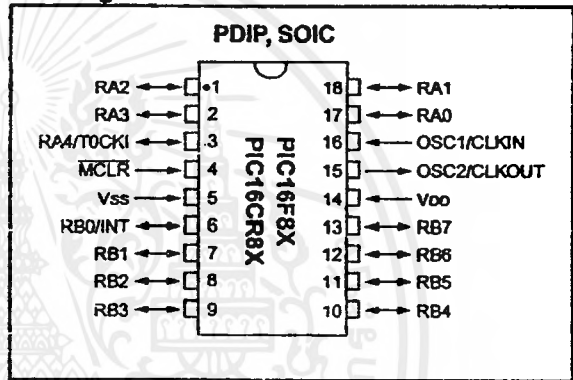 PDIP, SOIC
RA2 •1 18 RA1
RA3 2 17 RA0
RA4/T0CKI 3 16 OSC1/CLKIN
MCLR 4 15 OSC2/CLKOUT
Vss 5 14 VDD
RB0/INT 6 13 RB7
RB1 7 12 RB6
RB2 8 11 RB5
RB3 9 10 RB4
PIC16F8X
PIC16CR8X